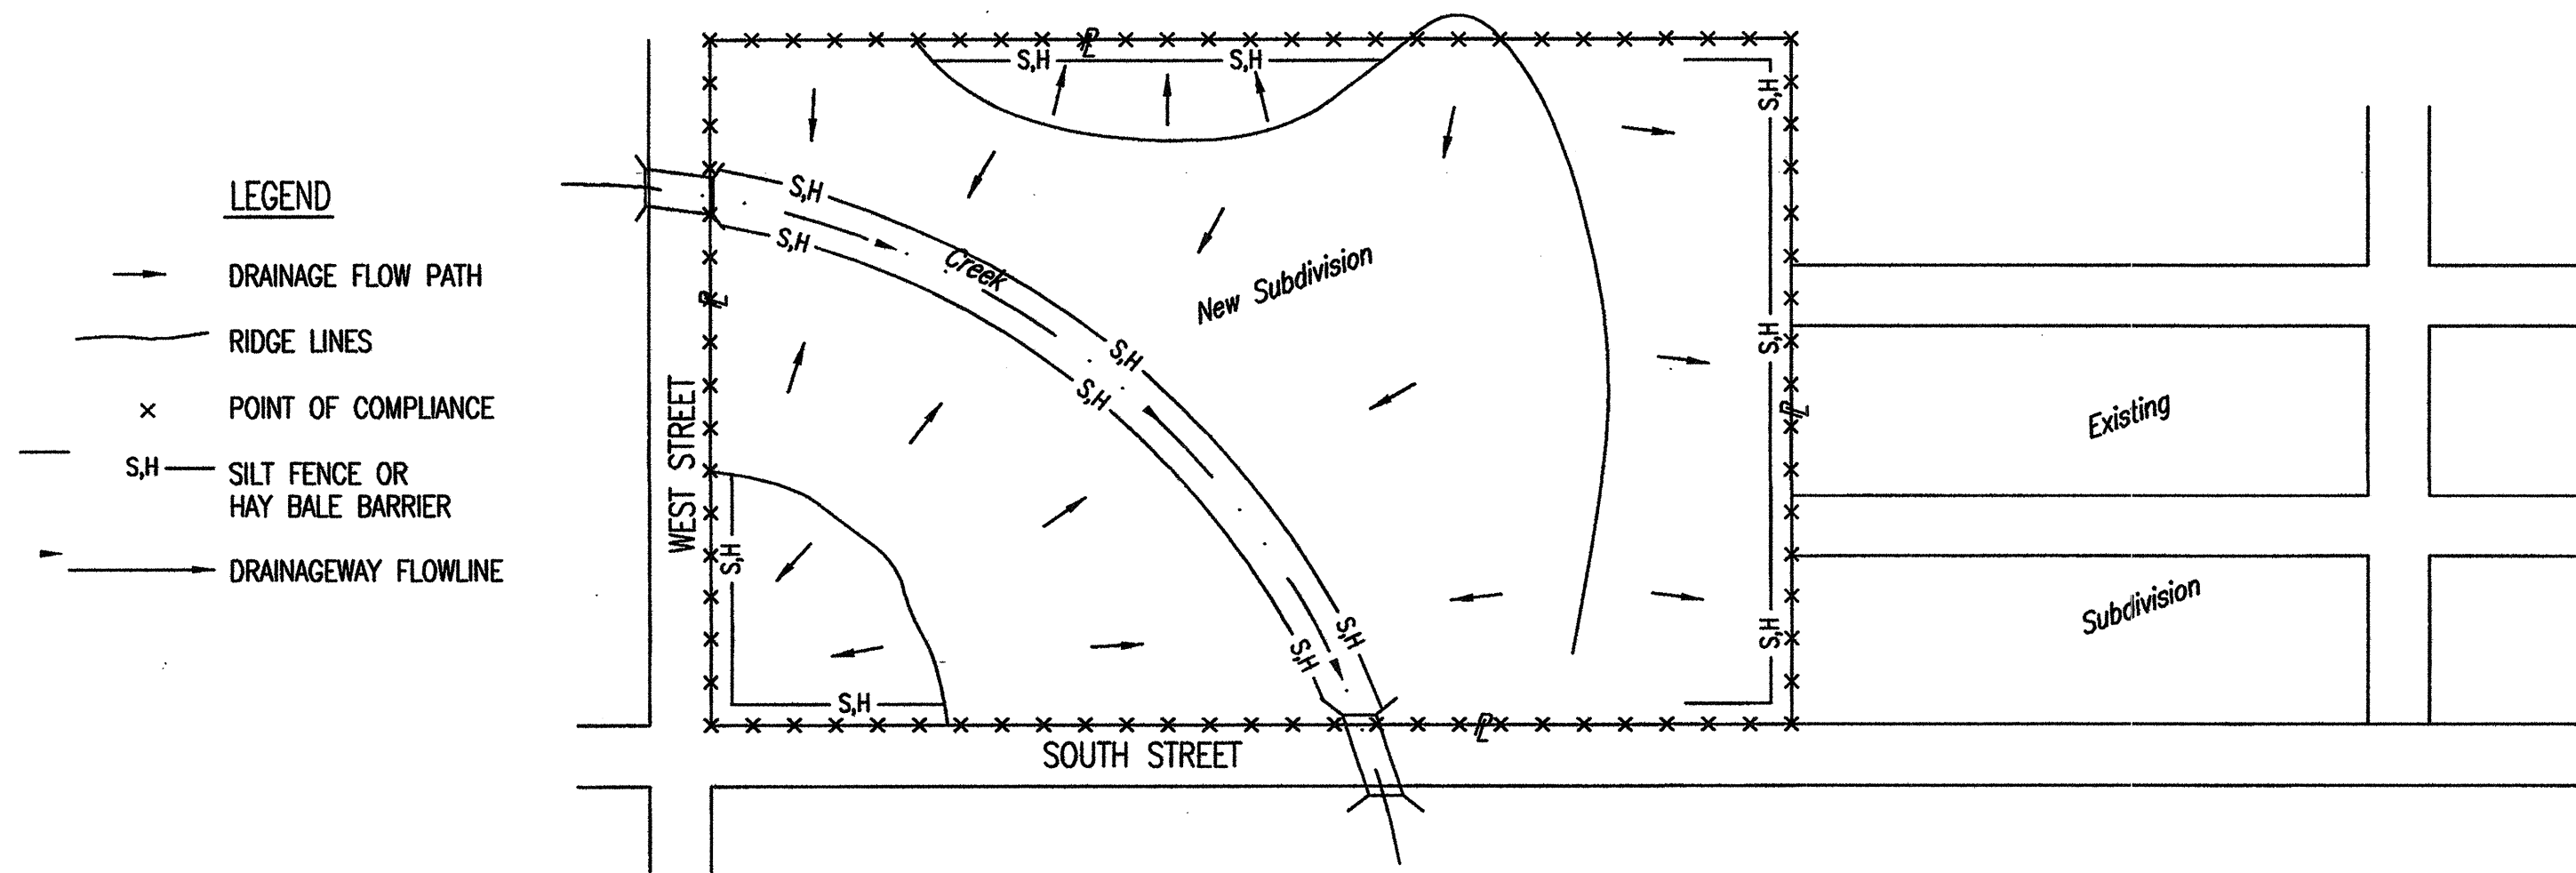 LEGEND
DRAINAGE FLOW PATH
RIDGE LINES
× POINT OF COMPLIANCE
S,H SILT FENCE OR
HAY BALE BARRIER
DRAINAGEWAY FLOWLINE
WEST STREET
SOUTH STREET
Creek
New Subdivision
Existing
Subdivision
S,H
S,H
S,H
S,H
S,H
S,H
S,H
S,H
S,H
S,H
S,H
S,H
S,H
℄
℄
℄
℄